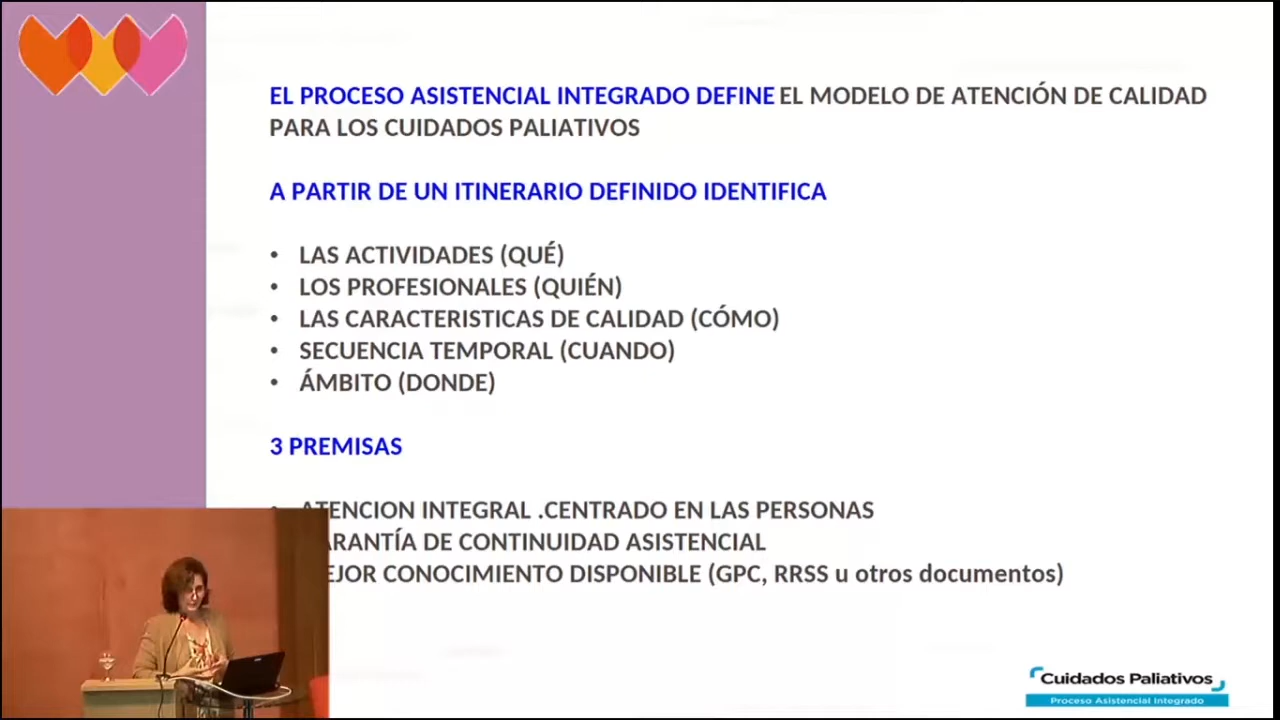 EL PROCESO ASISTENCIAL INTEGRADO DEFINE EL MODELO DE ATENCIÓN DE CALIDAD
PARA LOS CUIDADOS PALIATIVOS
A PARTIR DE UN ITINERARIO DEFINIDO IDENTIFICA
• LAS ACTIVIDADES (QUÉ)
• LOS PROFESIONALES (QUIÉN)
• LAS CARACTERISTICAS DE CALIDAD (CÓMO)
• SECUENCIA TEMPORAL (CUANDO)
• ÁMBITO (DONDE)
3 PREMISAS
• ATENCION INTEGRAL .CENTRADO EN LAS PERSONAS
ARANTÍA DE CONTINUIDAD ASISTENCIAL
EJOR CONOCIMIENTO DISPONIBLE (GPC, RRSS u otros documentos)
Cuidados Paliativos
Proceso Asistencial Integrado